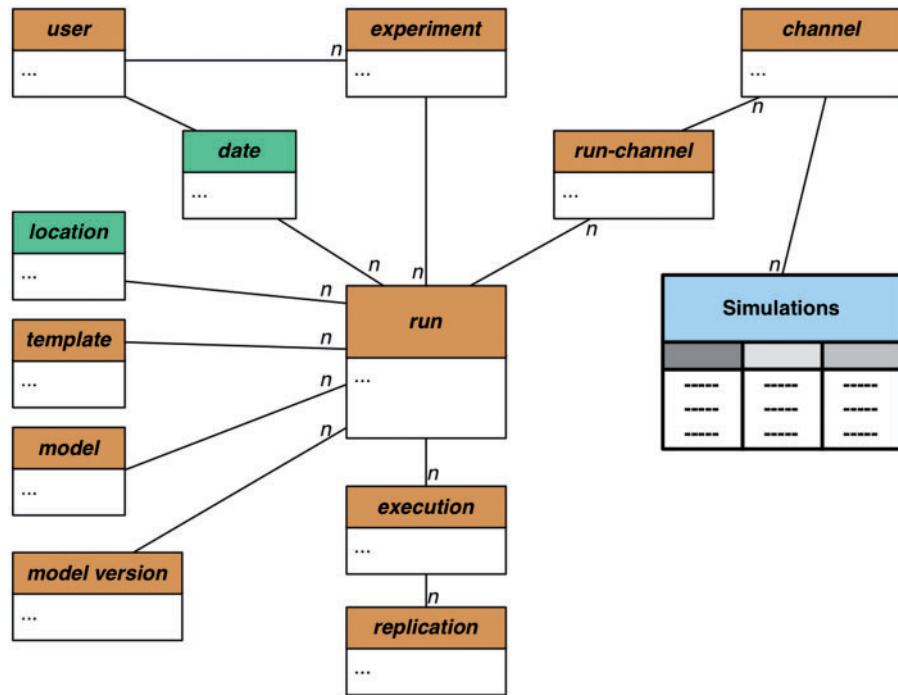 user
...
n
experiment
...
channel
...
n
date
...
run-channel
...
n
location
...
n
n
n
n
run
...
template
...
n
n
n
Simulations
----- ----- -----
----- ----- -----
----- ----- -----
model
...
n
execution
...
model version
...
n
replication
...